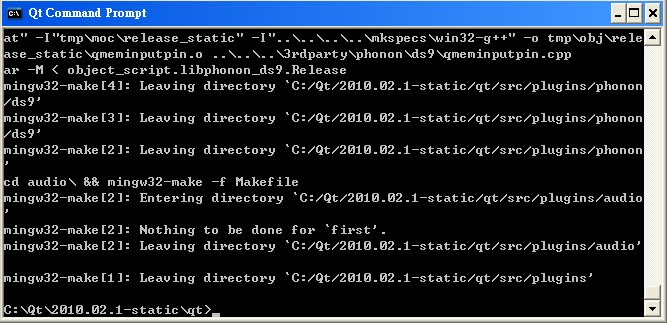 Qt Command Prompt
at" -I"tmp\moc\release_static" -I"..\..\..\..\mkspecs\win32-g++" -o tmp\obj\rele
ase_static\qmeminputpin.o ..\..\..\3rdparty\phonon\ds9\qmeminputpin.cpp
ar -M < object_script.libphonon_ds9.Release
mingw32-make[4]: Leaving directory `C:/Qt/2010.02.1-static/qt/src/plugins/phonon
/ds9'
mingw32-make[3]: Leaving directory `C:/Qt/2010.02.1-static/qt/src/plugins/phonon
/ds9'
mingw32-make[2]: Leaving directory `C:/Qt/2010.02.1-static/qt/src/plugins/phonon
'
cd audio\ && mingw32-make -f Makefile
mingw32-make[2]: Entering directory `C:/Qt/2010.02.1-static/qt/src/plugins/audio
'
mingw32-make[2]: Nothing to be done for `first'.
mingw32-make[2]: Leaving directory `C:/Qt/2010.02.1-static/qt/src/plugins/audio'
mingw32-make[1]: Leaving directory `C:/Qt/2010.02.1-static/qt/src/plugins'
C:\Qt\2010.02.1-static\qt>_